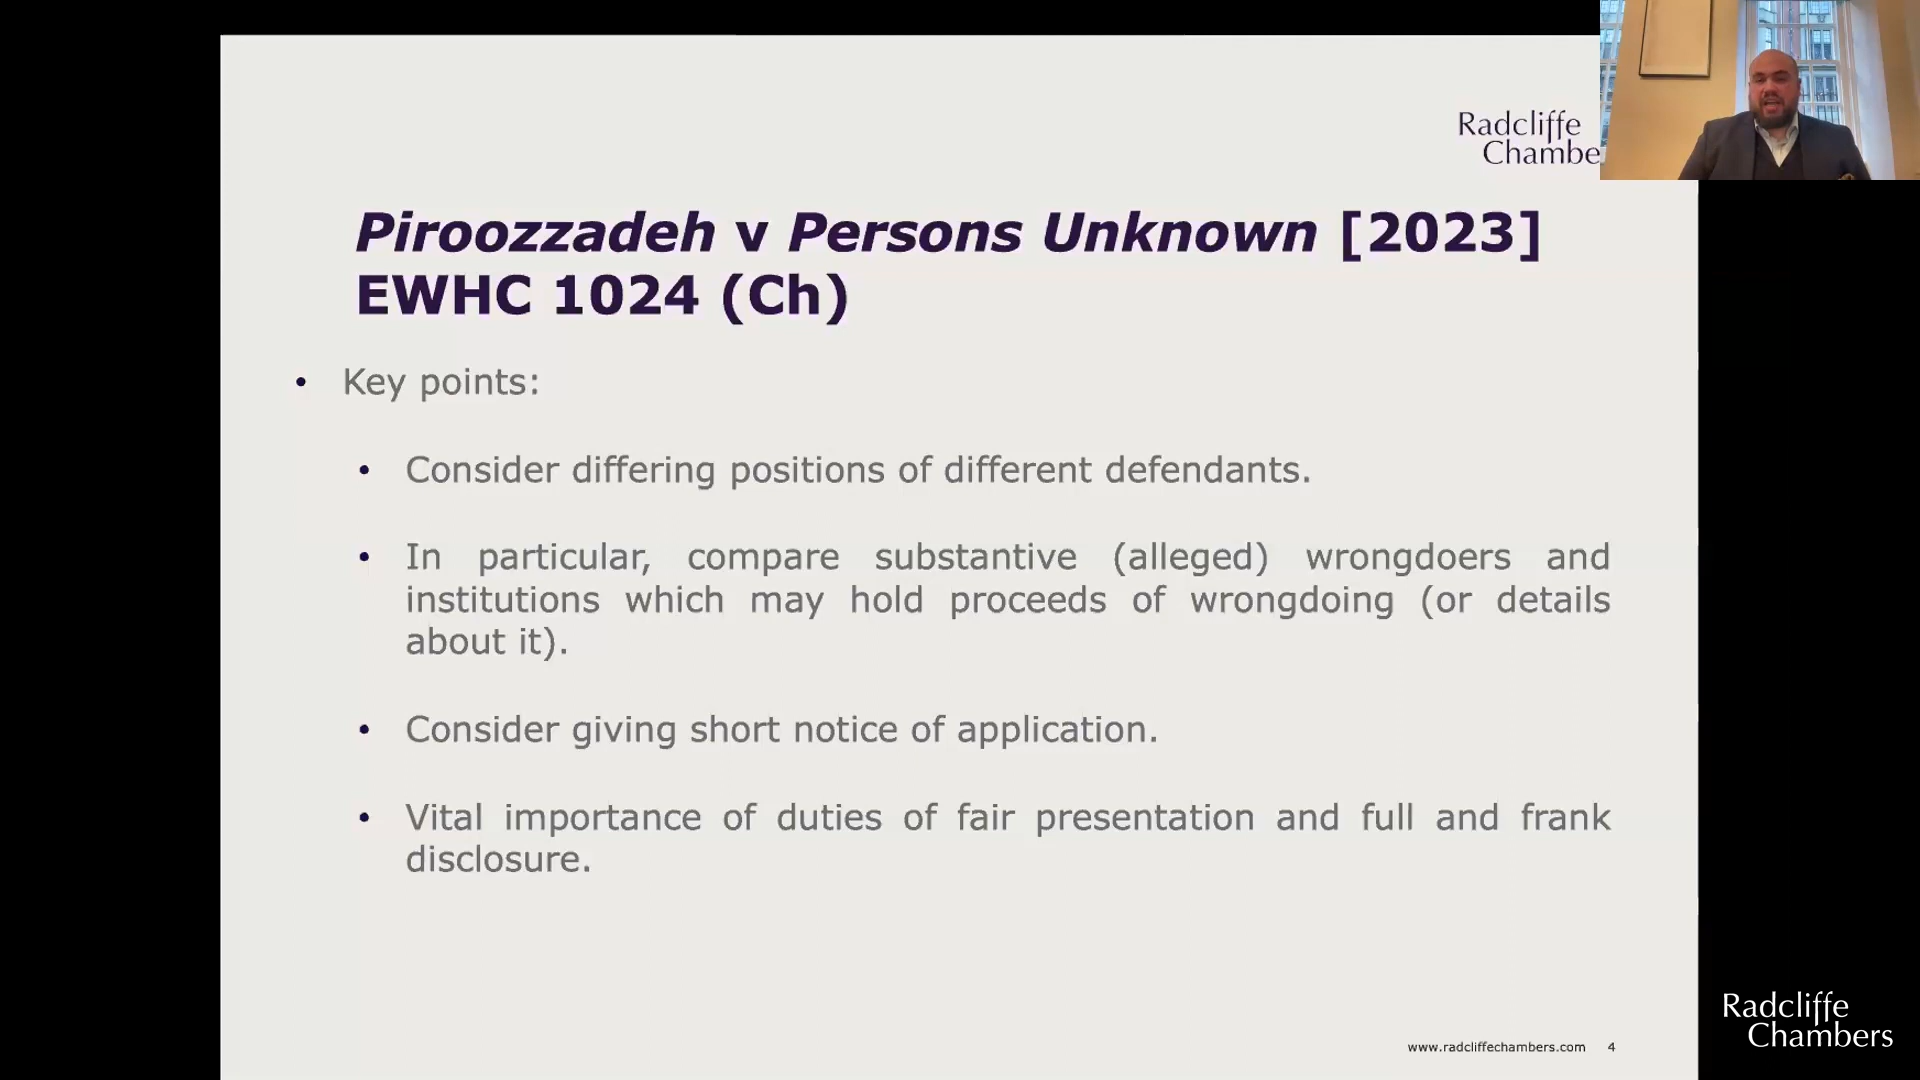 Radcliffe
Chambe
Piroozzadeh v Persons Unknown [2023]
EWHC 1024 (Ch)
• Key points:
• Consider differing positions of different defendants.
• In particular, compare substantive (alleged) wrongdoers and
institutions which may hold proceeds of wrongdoing (or details
about it).
• Consider giving short notice of application.
• Vital importance of duties of fair presentation and full and frank
disclosure.
www.radcliffechambers.com 4
Radcliffe
Chambers